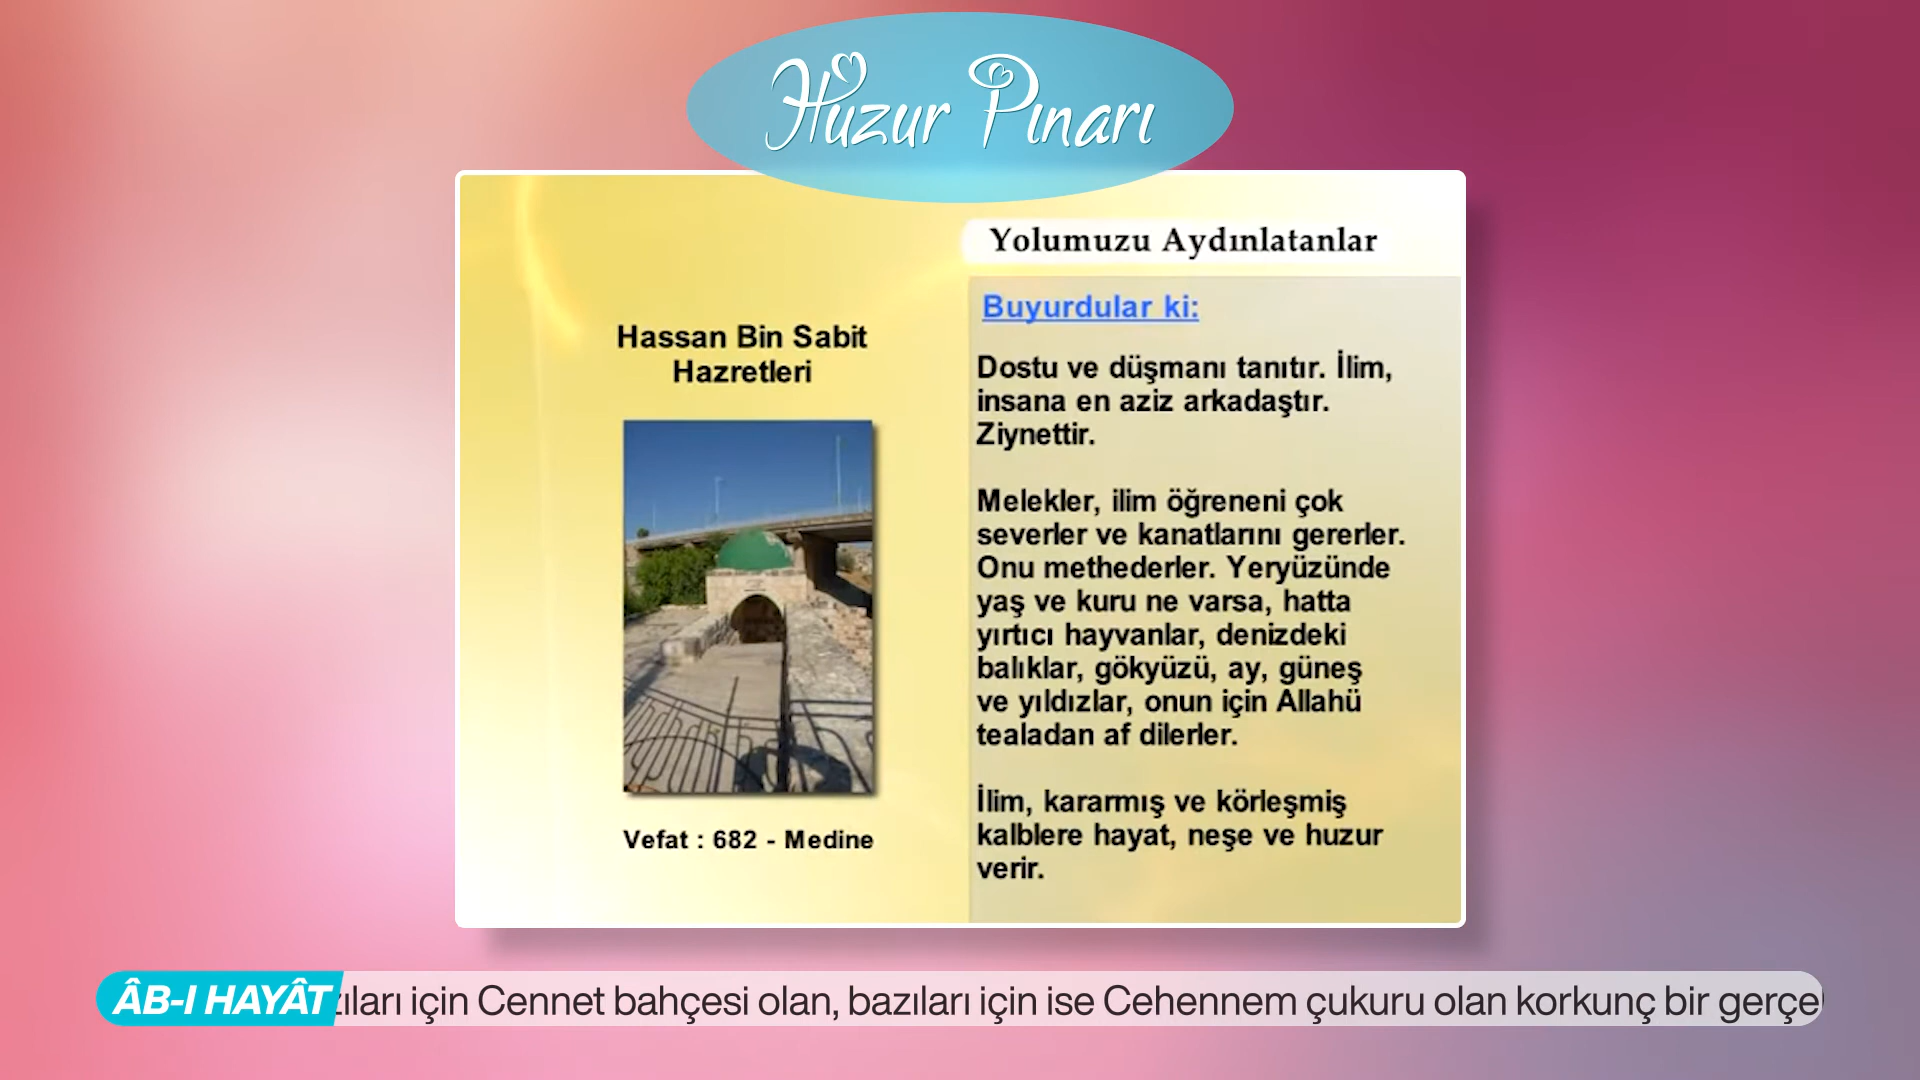 Huzur Pınarı
Yolumuzu Aydınlatanlar
Hassan Bin Sabit
Hazretleri
Vefat : 682 - Medine
Buyurdular ki:
Dostu ve düşmanı tanıtır. İlim,
insana en aziz arkadaştır.
Ziynettir.
Melekler, ilim öğreneni çok
severler ve kanatlarını gererler.
Onu methederler. Yeryüzünde
yaş ve kuru ne varsa, hatta
yırtıcı hayvanlar, denizdeki
balıklar, gökyüzü, ay, güneş
ve yıldızlar, onun için Allahü
tealadan af dilerler.
İlim, kararmış ve körleşmiş
kalblere hayat, neşe ve huzur
verir.
ÂB-I HAYÂT
için Cennet bahçesi olan, bazıları için ise Cehennem çukuru olan korkunç bir